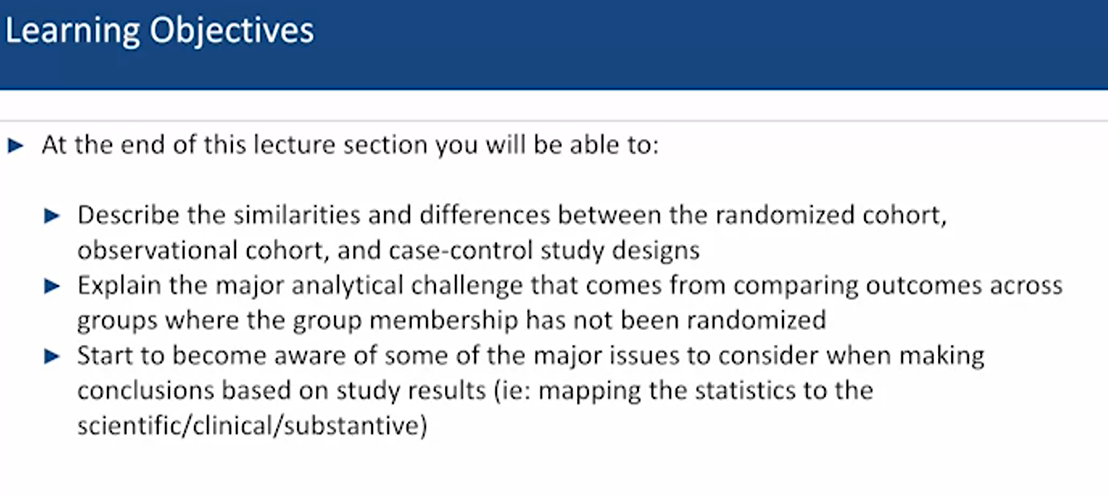 Learning Objectives
► At the end of this lecture section you will be able to:
► Describe the similarities and differences between the randomized cohort,
observational cohort, and case-control study designs
► Explain the major analytical challenge that comes from comparing outcomes across
groups where the group membership has not been randomized
► Start to become aware of some of the major issues to consider when making
conclusions based on study results (ie: mapping the statistics to the
scientific/clinical/substantive)